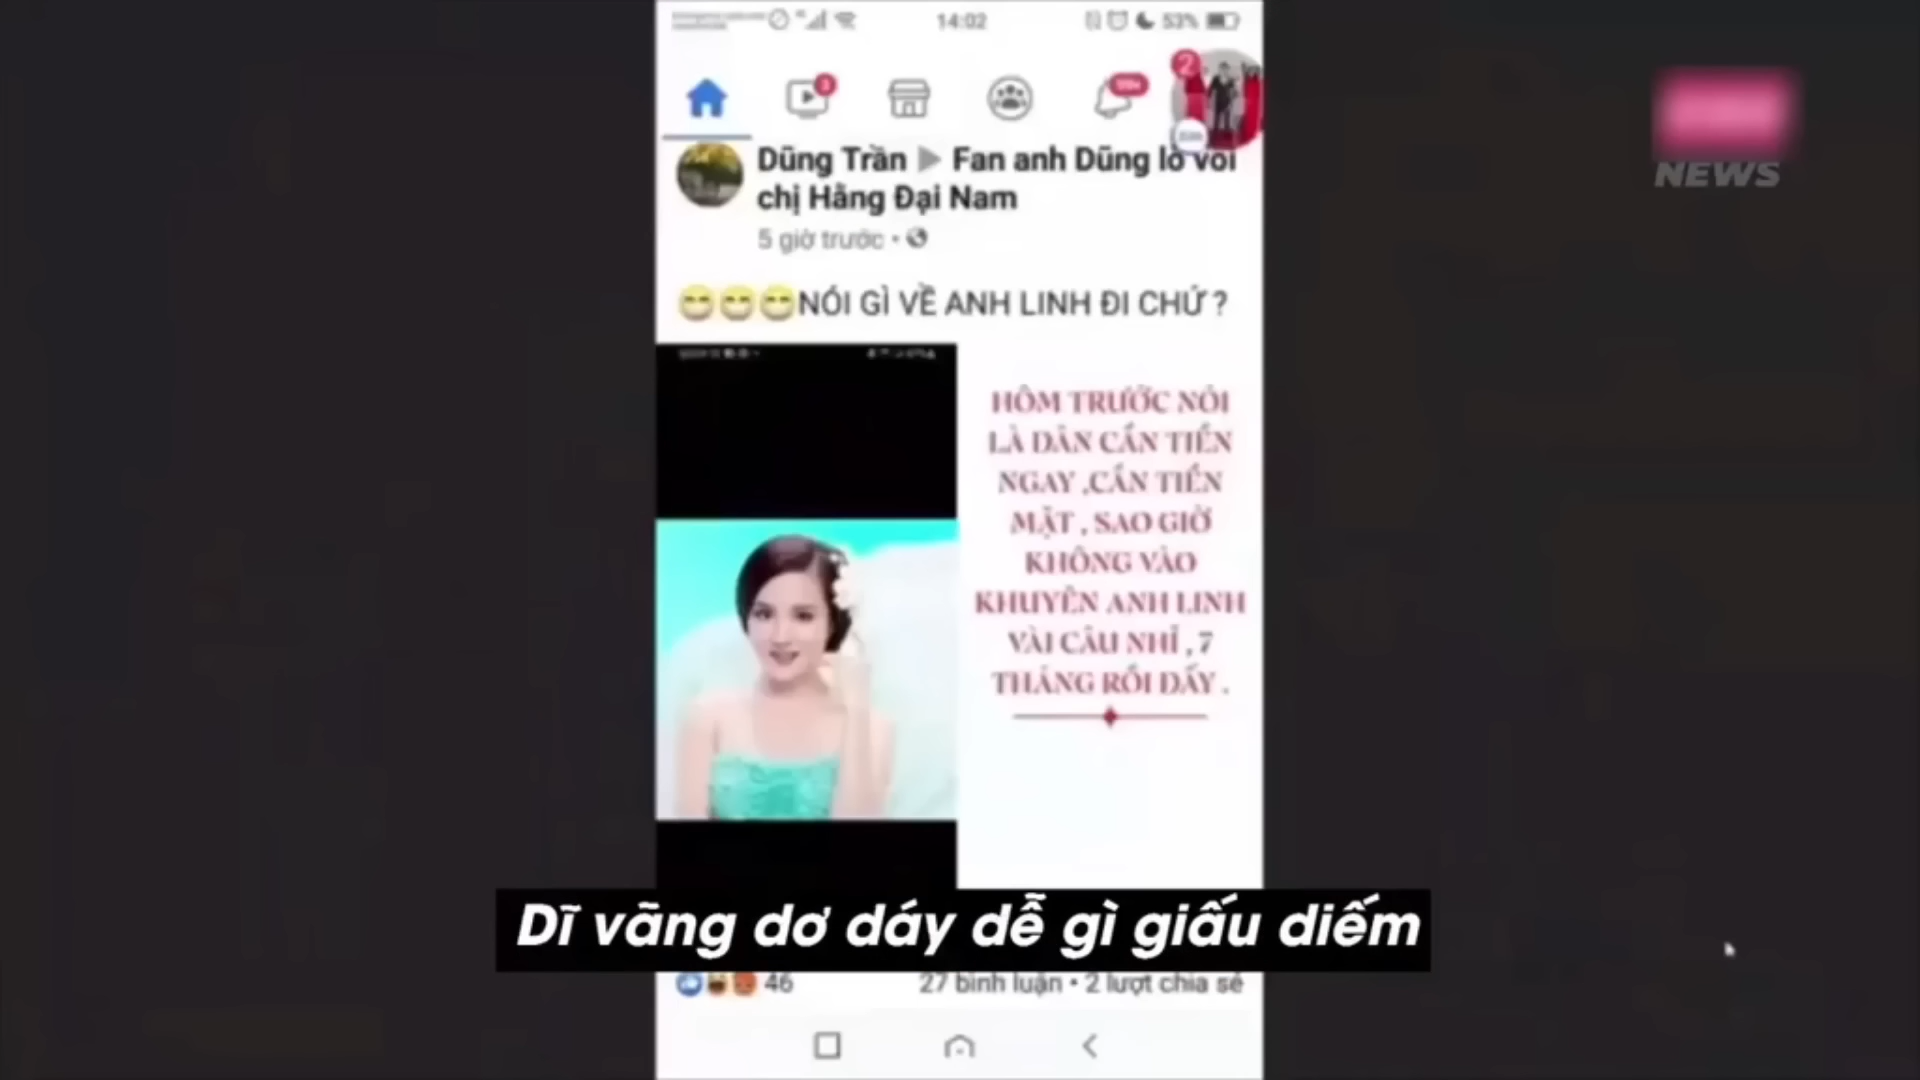 14:02
53%
3
2
NEWS
Dũng Trần ▶ Fan anh Dũng lò vôi
chị Hằng Đại Nam
5 giờ trước
😁😁😁NÓI GÌ VỀ ANH LINH ĐI CHỨ ?
HÔM TRƯỚC NÓI
LÀ DÂN CẦN TIỀN
NGAY ,CẦN TIỀN
MẶT , SAO GIỜ
KHÔNG VÀO
KHUYÊN ANH LINH
VÀI CÂU NHỈ , 7
THÁNG RỒI ĐẤY .
Dĩ vãng dơ dáy dễ gì giấu diếm
46 27 bình luận • 2 lượt chia sẻ